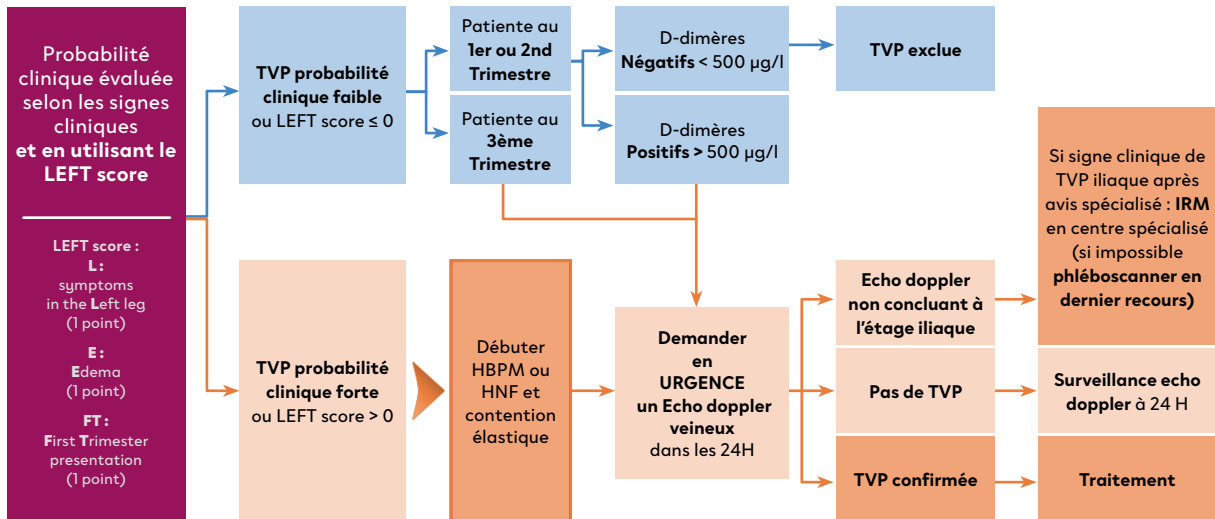 Probabilité
clinique évaluée
selon les signes
cliniques
et en utilisant le
LEFT score
LEFT score :
L :
symptoms
in the Left leg
(1 point)
E :
Edema
(1 point)
FT :
First Trimester
presentation
(1 point)
TVP probabilité
clinique faible
ou LEFT score ≤ 0
Patiente au
1er ou 2nd
Trimestre
Patiente au
3ème
Trimestre
D-dimères
Négatifs < 500 µg/l
D-dimères
Positifs > 500 µg/l
TVP exclue
TVP probabilité
clinique forte
ou LEFT score > 0
Débuter
HBPM ou
HNF et
contention
élastique
Demander
en
URGENCE
un Echo doppler
veineux
dans les 24H
Echo doppler
non concluant à
l'étage iliaque
Pas de TVP
TVP confirmée
Si signe clinique de
TVP iliaque après
avis spécialisé : IRM
en centre spécialisé
(si impossible
phléboscanner en
dernier recours)
Surveillance echo
doppler à 24 H
Traitement